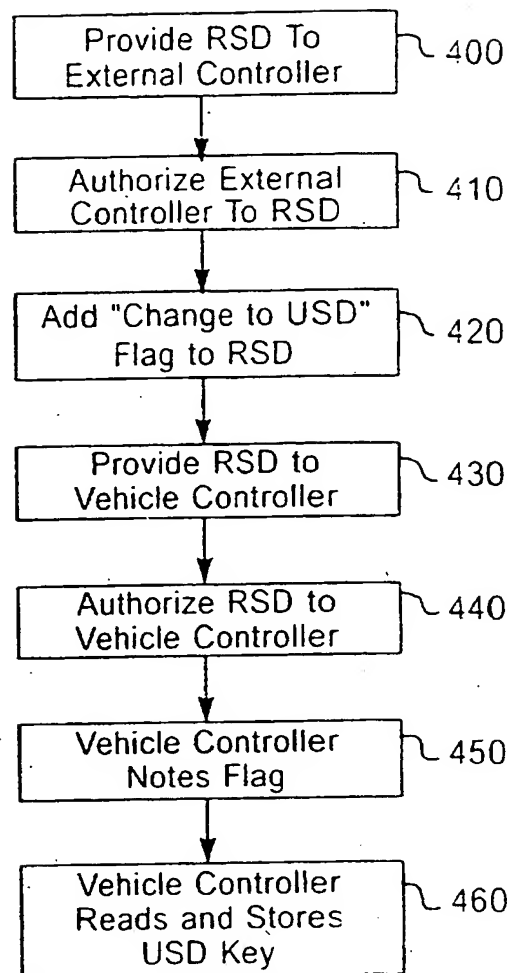 Provide RSD To
External Controller
400
Authorize External
Controller To RSD
410
Add "Change to USD"
Flag to RSD
420
Provide RSD to
Vehicle Controller
430
Authorize RSD to
Vehicle Controller
440
Vehicle Controller
Notes Flag
450
Vehicle Controller
Reads and Stores
USD Key
460